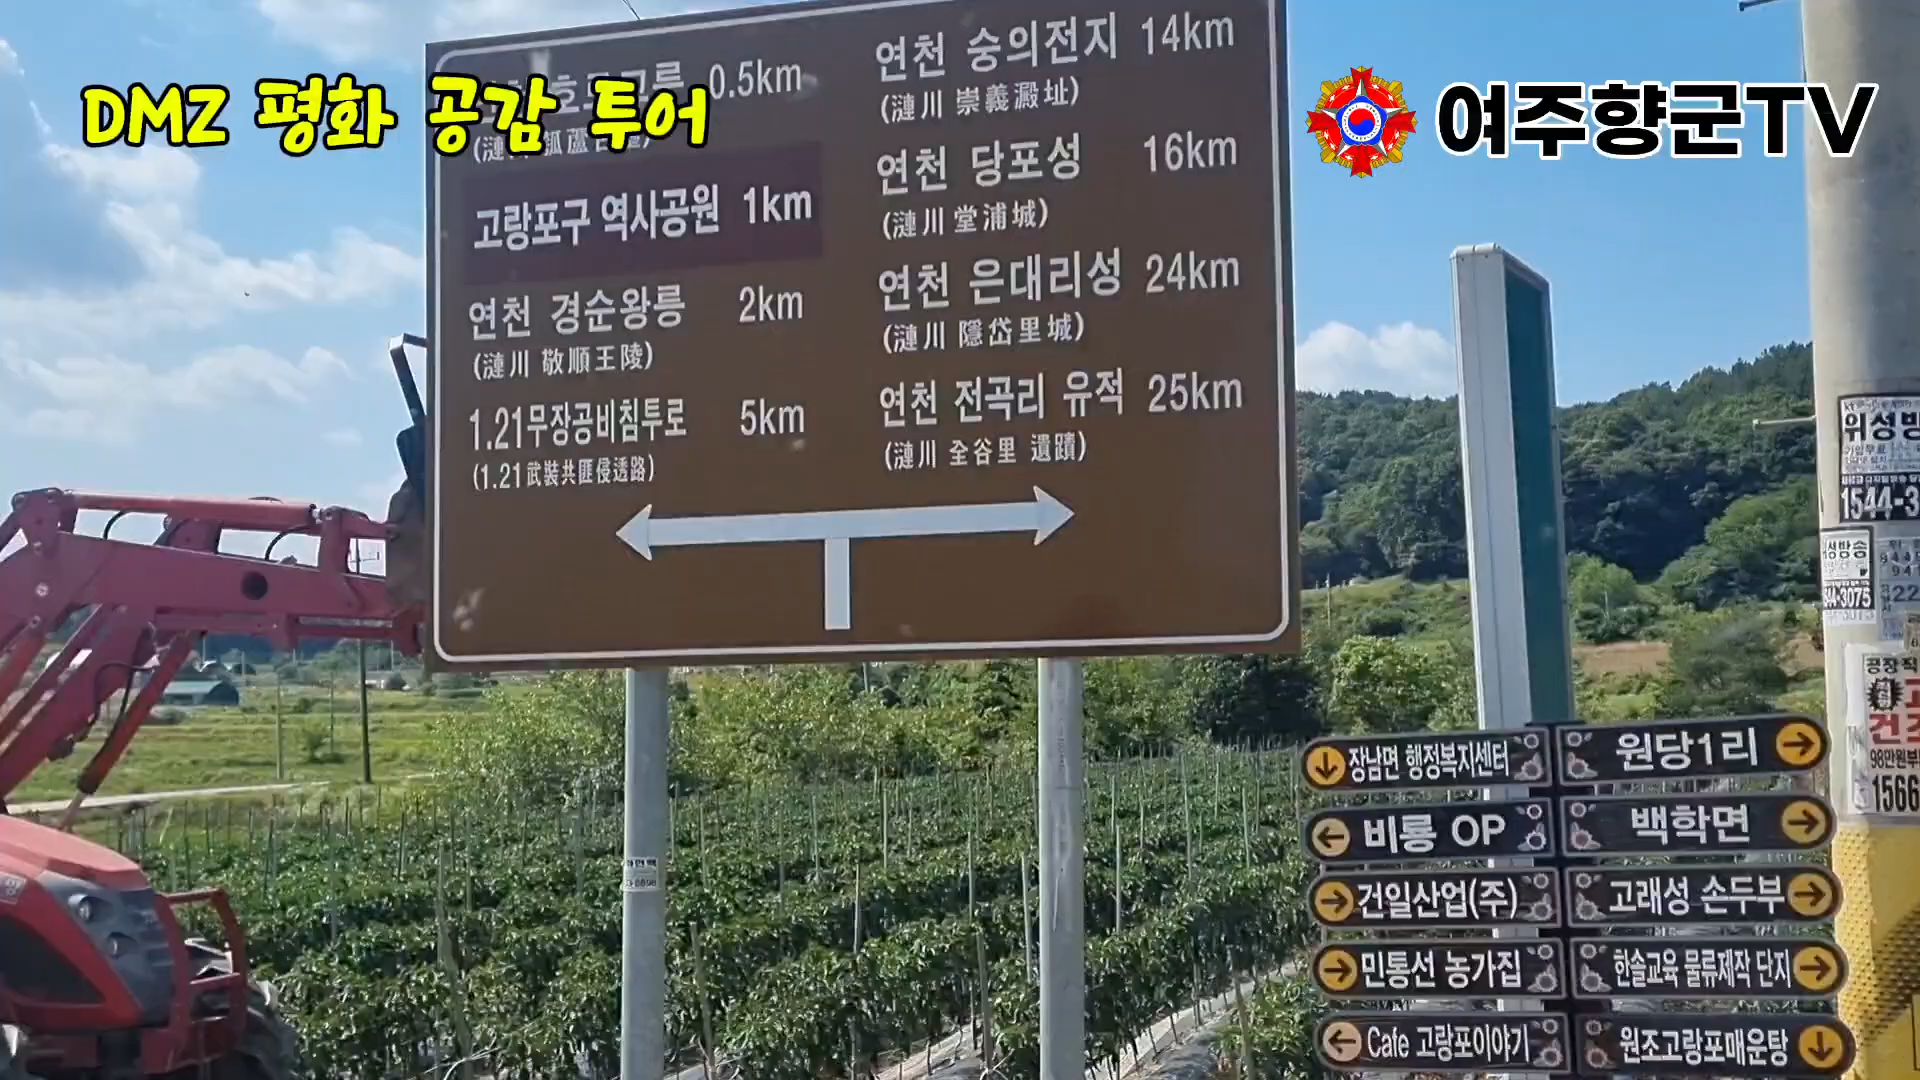 DMZ 평화 공감 투어
여주향군TV
0.5km
고랑포구 역사공원 1km
연천 경순왕릉 2km
(漣川 敬順王陵)
1.21무장공비침투로 5km
(1.21武裝共匪侵透路)
연천 숭의전지 14km
(漣川 崇義殿址)
연천 당포성 16km
(漣川 堂浦城)
연천 은대리성 24km
(漣川 隱垈里城)
연천 전곡리 유적 25km
(漣川 全谷里 遺蹟)
장남면 행정복지센터
원당1리
비룡 OP
백학면
건일산업(주)
고래성 손두부
민통선 농가집
한솔교육 물류제작 단지
Cafe 고랑포이야기
원조고랑포매운탕
1544-3
544-3075
1566